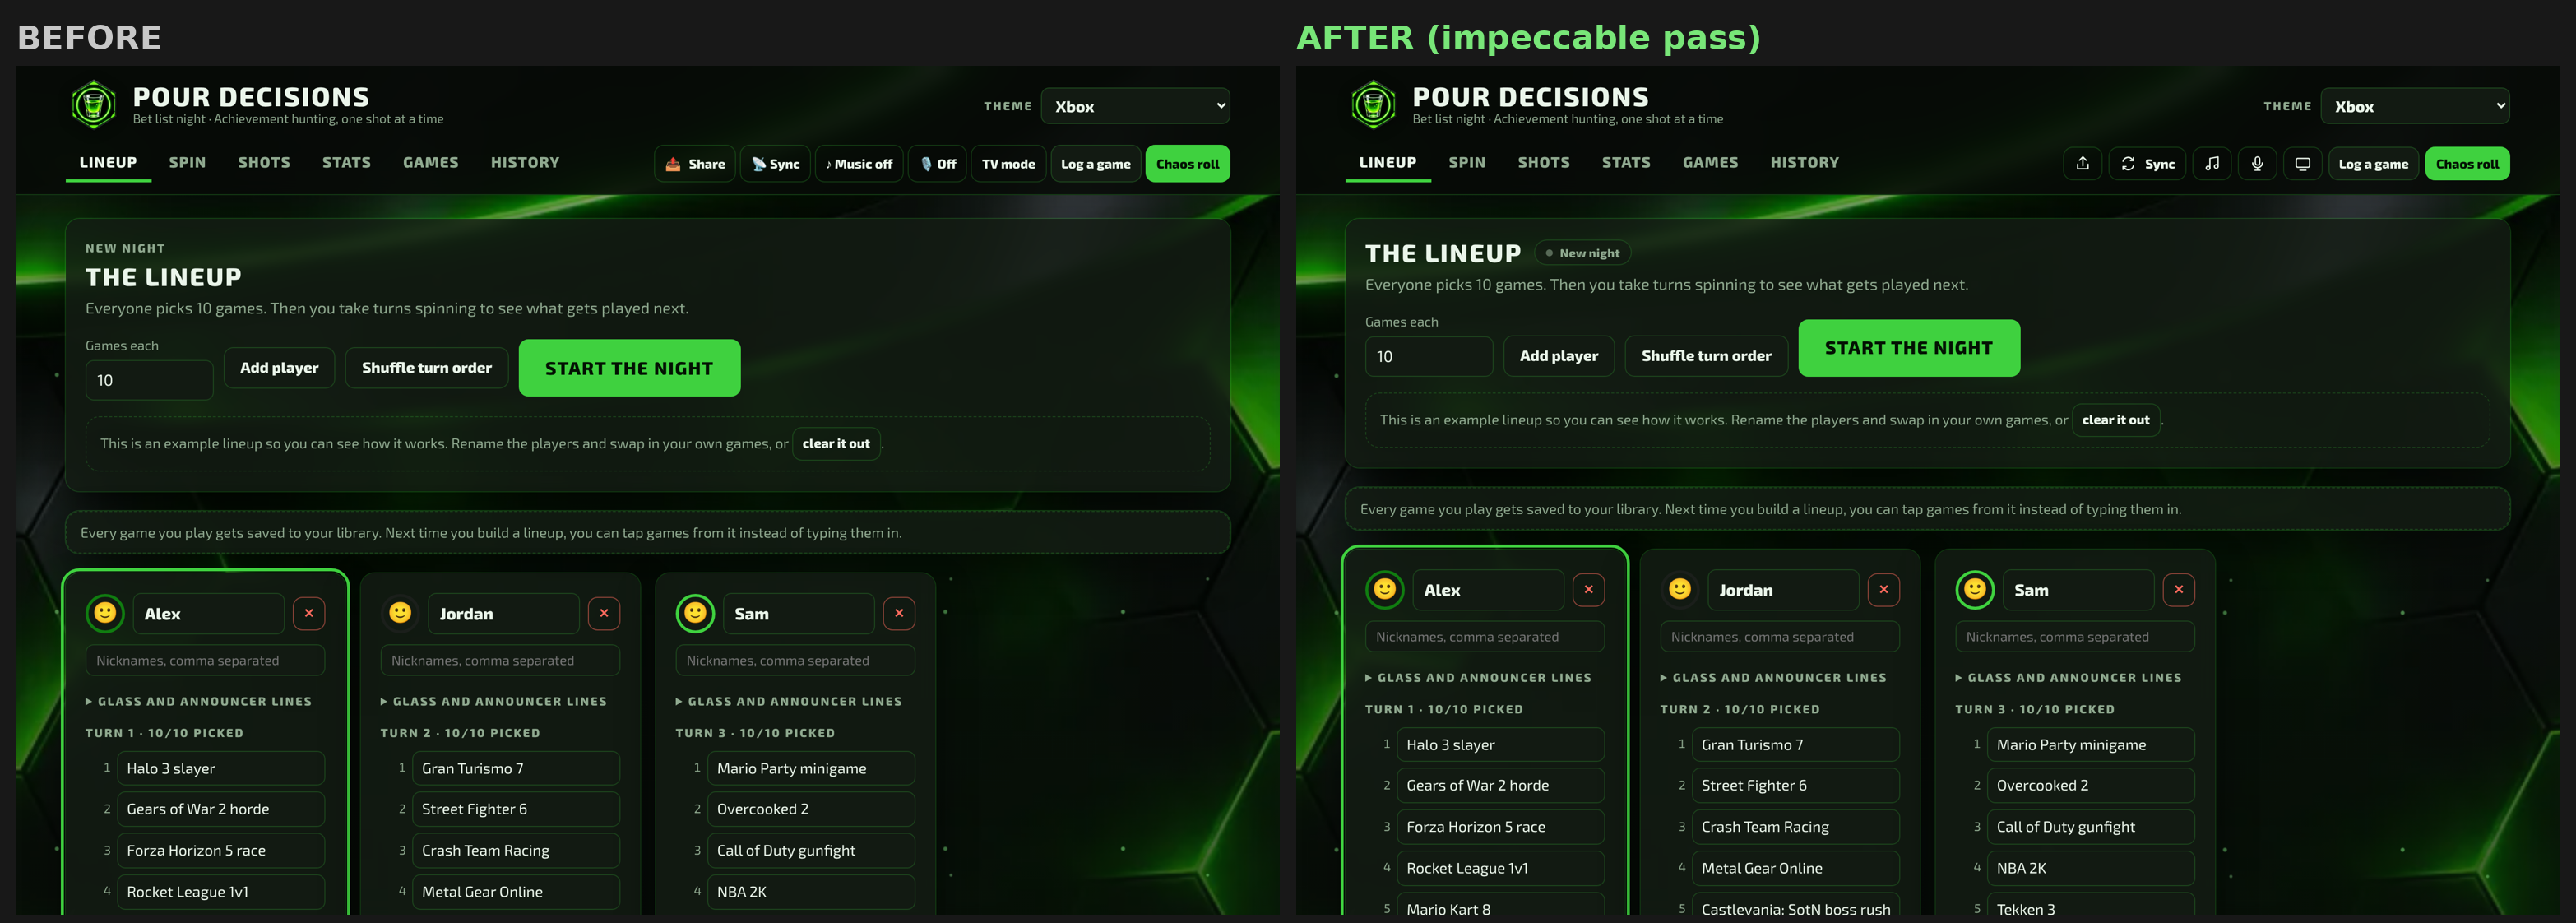 BEFORE
POUR DECISIONS
Bet list night · Achievement hunting, one shot at a time
THEME Xbox
LINEUP SPIN SHOTS STATS GAMES HISTORY
Share Sync ♪ Music off Off TV mode Log a game Chaos roll
NEW NIGHT
THE LINEUP
Everyone picks 10 games. Then you take turns spinning to see what gets played next.
Games each
10 Add player Shuffle turn order START THE NIGHT
This is an example lineup so you can see how it works. Rename the players and swap in your own games, or clear it out.
Every game you play gets saved to your library. Next time you build a lineup, you can tap games from it instead of typing them in.
Alex ×
Nicknames, comma separated
GLASS AND ANNOUNCER LINES
TURN 1 · 10/10 PICKED
1 Halo 3 slayer
2 Gears of War 2 horde
3 Forza Horizon 5 race
4 Rocket League 1v1
Jordan ×
Nicknames, comma separated
GLASS AND ANNOUNCER LINES
TURN 2 · 10/10 PICKED
1 Gran Turismo 7
2 Street Fighter 6
3 Crash Team Racing
4 Metal Gear Online
Sam ×
Nicknames, comma separated
GLASS AND ANNOUNCER LINES
TURN 3 · 10/10 PICKED
1 Mario Party minigame
2 Overcooked 2
3 Call of Duty gunfight
4 NBA 2K
AFTER (impeccable pass)
POUR DECISIONS
Bet list night · Achievement hunting, one shot at a time
THEME Xbox
LINEUP SPIN SHOTS STATS GAMES HISTORY
Sync Log a game Chaos roll
THE LINEUP New night
Everyone picks 10 games. Then you take turns spinning to see what gets played next.
Games each
10 Add player Shuffle turn order START THE NIGHT
This is an example lineup so you can see how it works. Rename the players and swap in your own games, or clear it out.
Every game you play gets saved to your library. Next time you build a lineup, you can tap games from it instead of typing them in.
Alex ×
Nicknames, comma separated
GLASS AND ANNOUNCER LINES
TURN 1 · 10/10 PICKED
1 Halo 3 slayer
2 Gears of War 2 horde
3 Forza Horizon 5 race
4 Rocket League 1v1
5 Mario Kart 8
Jordan ×
Nicknames, comma separated
GLASS AND ANNOUNCER LINES
TURN 2 · 10/10 PICKED
1 Gran Turismo 7
2 Street Fighter 6
3 Crash Team Racing
4 Metal Gear Online
5 Castlevania: SotN boss rush
Sam ×
Nicknames, comma separated
GLASS AND ANNOUNCER LINES
TURN 3 · 10/10 PICKED
1 Mario Party minigame
2 Overcooked 2
3 Call of Duty gunfight
4 NBA 2K
5 Tekken 3